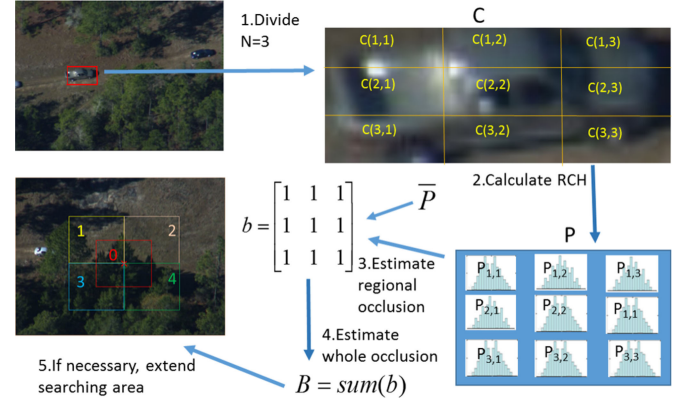 1.Divide
N=3
C
C(1,1) C(1,2) C(1,3)
C(2,1) C(2,2) C(2,3)
C(3,1) C(3,2) C(3,3)
2.Calculate RCH
P
P1,1 P1,2 P1,3
P2,1 P2,2 P1,1
P3,1 P3,2 P3,3
P̅
b = [1 1 1
1 1 1
1 1 1]
3.Estimate
regional
occlusion
4.Estimate
whole occlusion
B = sum(b)
5.If necessary, extend
searching area
1 2
0
3 4